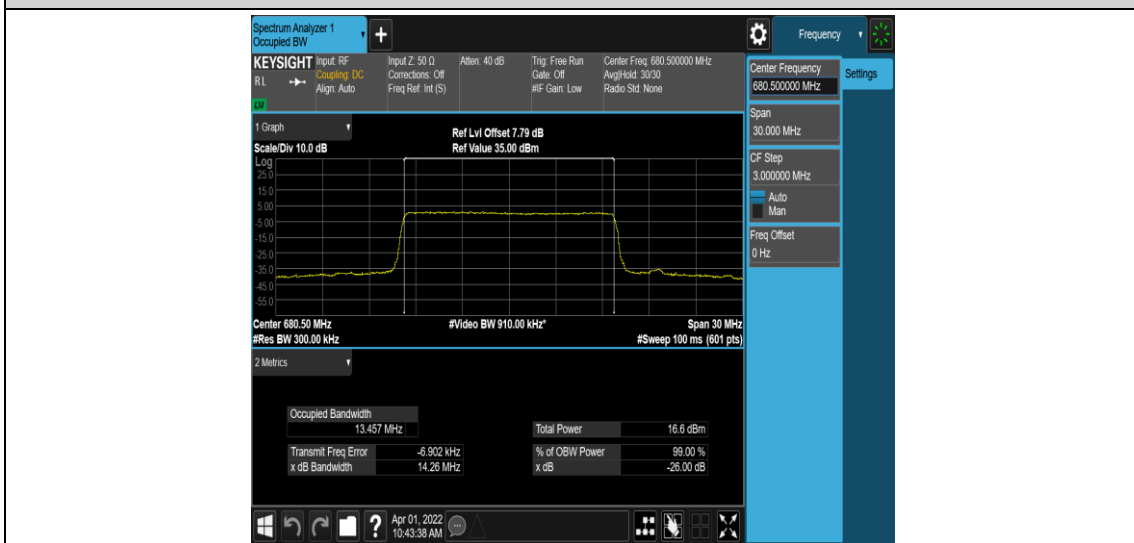 Spectrum Analyzer 1
Occupied BW
+
Frequency
KEYSIGHT
RL
LXI
Input: RF
Coupling: DC
Align: Auto
Input Z: 50 Ω
Corrections: Off
Freq Ref: Int (S)
Atten: 40 dB
Trig: Free Run
Gate: Off
#IF Gain: Low
Center Freq: 680.500000 MHz
Avg|Hold: 30/30
Radio Std: None
Center Frequency
680.500000 MHz
Settings
Span
30.000 MHz
CF Step
3.000000 MHz
Auto
Man
Freq Offset
0 Hz
1 Graph
Scale/Div 10.0 dB
Ref Lvl Offset 7.79 dB
Ref Value 35.00 dBm
Log
25.0
15.0
5.00
-5.00
-15.0
-25.0
-35.0
-45.0
-55.0
Center 680.50 MHz
#Video BW 910.00 kHz*
Span 30 MHz
#Res BW 300.00 kHz
#Sweep 100 ms (601 pts)
2 Metrics
Occupied Bandwidth
13.457 MHz
Total Power 16.6 dBm
Transmit Freq Error -6.902 kHz
% of OBW Power 99.00 %
x dB Bandwidth 14.26 MHz
x dB -26.00 dB
?
Apr 01, 2022
10:43:38 AM